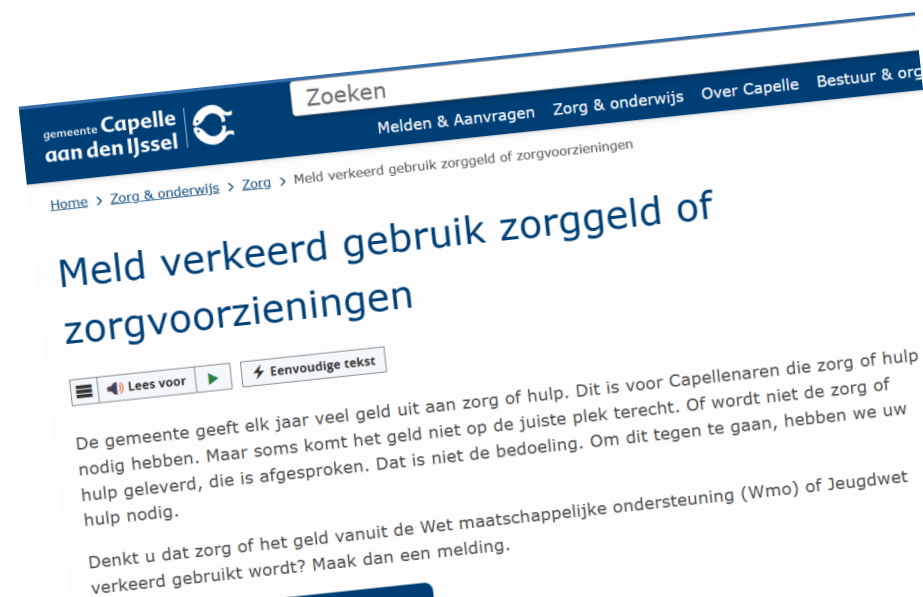 Zoeken
gemeente Capelle
aan den IJssel
Melden & Aanvragen Zorg & onderwijs Over Capelle Bestuur & org
Home > Zorg & onderwijs > Zorg > Meld verkeerd gebruik zorggeld of zorgvoorzieningen
Meld verkeerd gebruik zorggeld of
zorgvoorzieningen
Lees voor
Eenvoudige tekst
De gemeente geeft elk jaar veel geld uit aan zorg of hulp. Dit is voor Capellenaren die zorg of hulp
nodig hebben. Maar soms komt het geld niet op de juiste plek terecht. Of wordt niet de zorg of
hulp geleverd, die is afgesproken. Dat is niet de bedoeling. Om dit tegen te gaan, hebben we uw
hulp nodig.
Denkt u dat zorg of het geld vanuit de Wet maatschappelijke ondersteuning (Wmo) of Jeugdwet
verkeerd gebruikt wordt? Maak dan een melding.